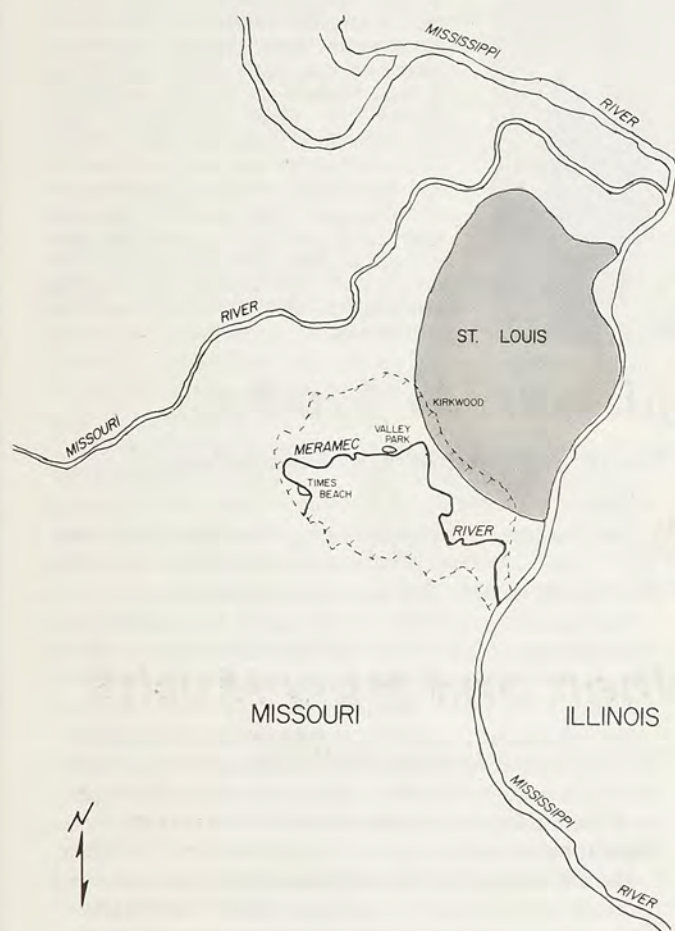 MISSISSIPPI
RIVER
RIVER
MISSOURI
ST. LOUIS
KIRKWOOD
VALLEY
PARK
MERAMEC
TIMES
BEACH
RIVER
MISSOURI
ILLINOIS
MISSISSIPPI
RIVER
N